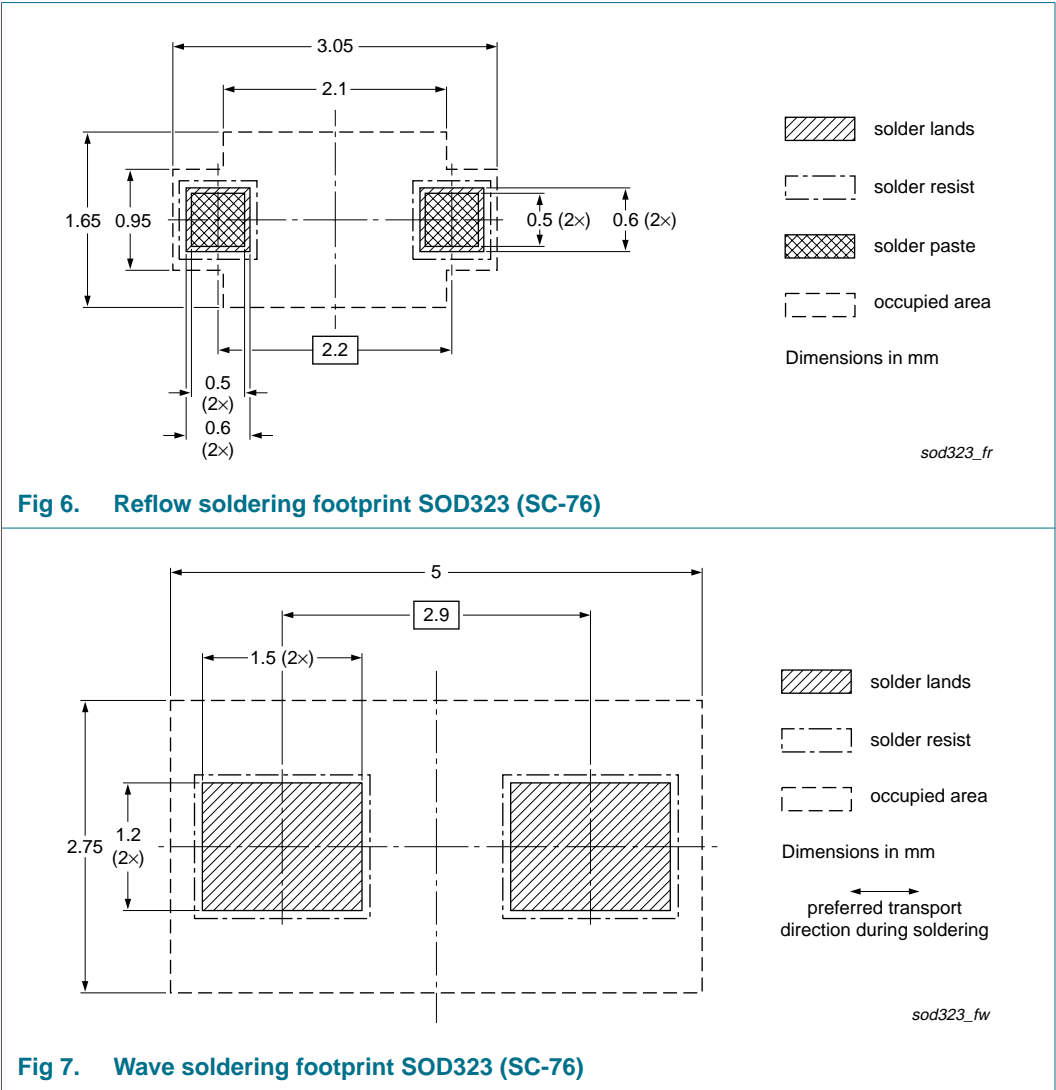 3.05
2.1
solder lands
solder resist
1.65 0.95
0.5 (2×) 0.6 (2×)
solder paste
occupied area
2.2
Dimensions in mm
0.5
(2×)
0.6
(2×)
sod323_fr
Fig 6. Reflow soldering footprint SOD323 (SC-76)
5
2.9
1.5 (2×)
solder lands
solder resist
occupied area
1.2
2.75
(2×)
Dimensions in mm
preferred transport
direction during soldering
sod323_fw
Fig 7. Wave soldering footprint SOD323 (SC-76)